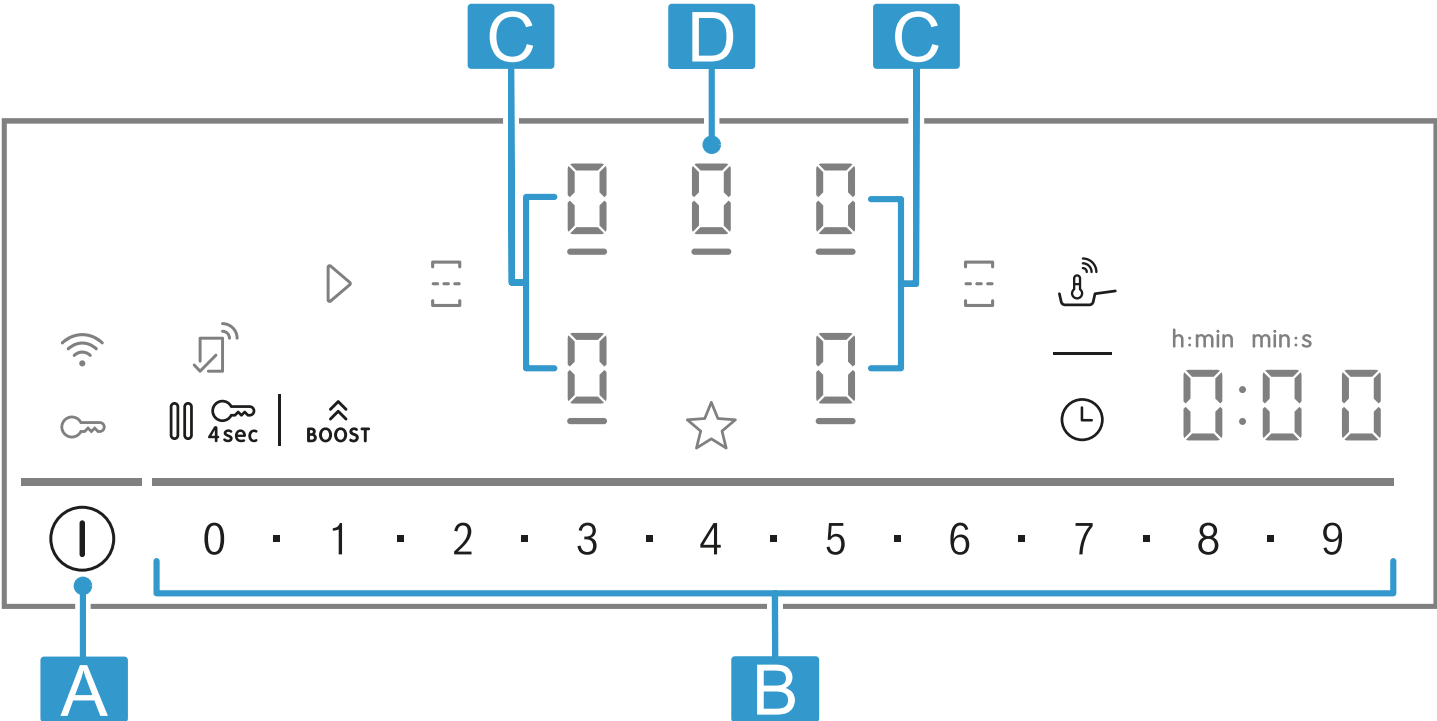 C D C
0 0 0
h:min min:s
0 0 0:00
4sec BOOST
0 · 1 · 2 · 3 · 4 · 5 · 6 · 7 · 8 · 9
A B